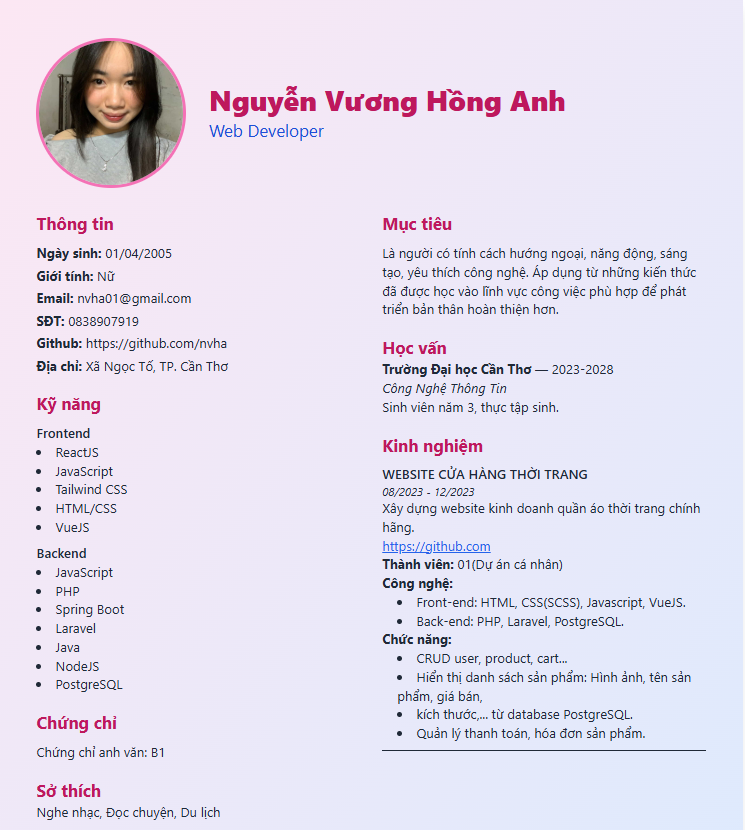 Nguyễn Vương Hồng Anh
Web Developer
Thông tin
Ngày sinh: 01/04/2005
Giới tính: Nữ
Email: nvha01@gmail.com
SĐT: 0838907919
Github: https://github.com/nvha
Địa chỉ: Xã Ngọc Tố, TP. Cần Thơ
Kỹ năng
Frontend
• ReactJS
• JavaScript
• Tailwind CSS
• HTML/CSS
• VueJS
Backend
• JavaScript
• PHP
• Spring Boot
• Laravel
• Java
• NodeJS
• PostgreSQL
Chứng chỉ
Chứng chỉ anh văn: B1
Sở thích
Nghe nhạc, Đọc chuyện, Du lịch
Mục tiêu
Là người có tính cách hướng ngoại, năng động, sáng
tạo, yêu thích công nghệ. Áp dụng từ những kiến thức
đã được học vào lĩnh vực công việc phù hợp để phát
triển bản thân hoàn thiện hơn.
Học vấn
Trường Đại học Cần Thơ — 2023-2028
Công Nghệ Thông Tin
Sinh viên năm 3, thực tập sinh.
Kinh nghiệm
WEBSITE CỬA HÀNG THỜI TRANG
08/2023 - 12/2023
Xây dựng website kinh doanh quần áo thời trang chính
hãng.
https://github.com
Thành viên: 01(Dự án cá nhân)
Công nghệ:
• Front-end: HTML, CSS(SCSS), Javascript, VueJS.
• Back-end: PHP, Laravel, PostgreSQL.
Chức năng:
• CRUD user, product, cart...
• Hiển thị danh sách sản phẩm: Hình ảnh, tên sản
phẩm, giá bán,
• kích thước,... từ database PostgreSQL.
• Quản lý thanh toán, hóa đơn sản phẩm.